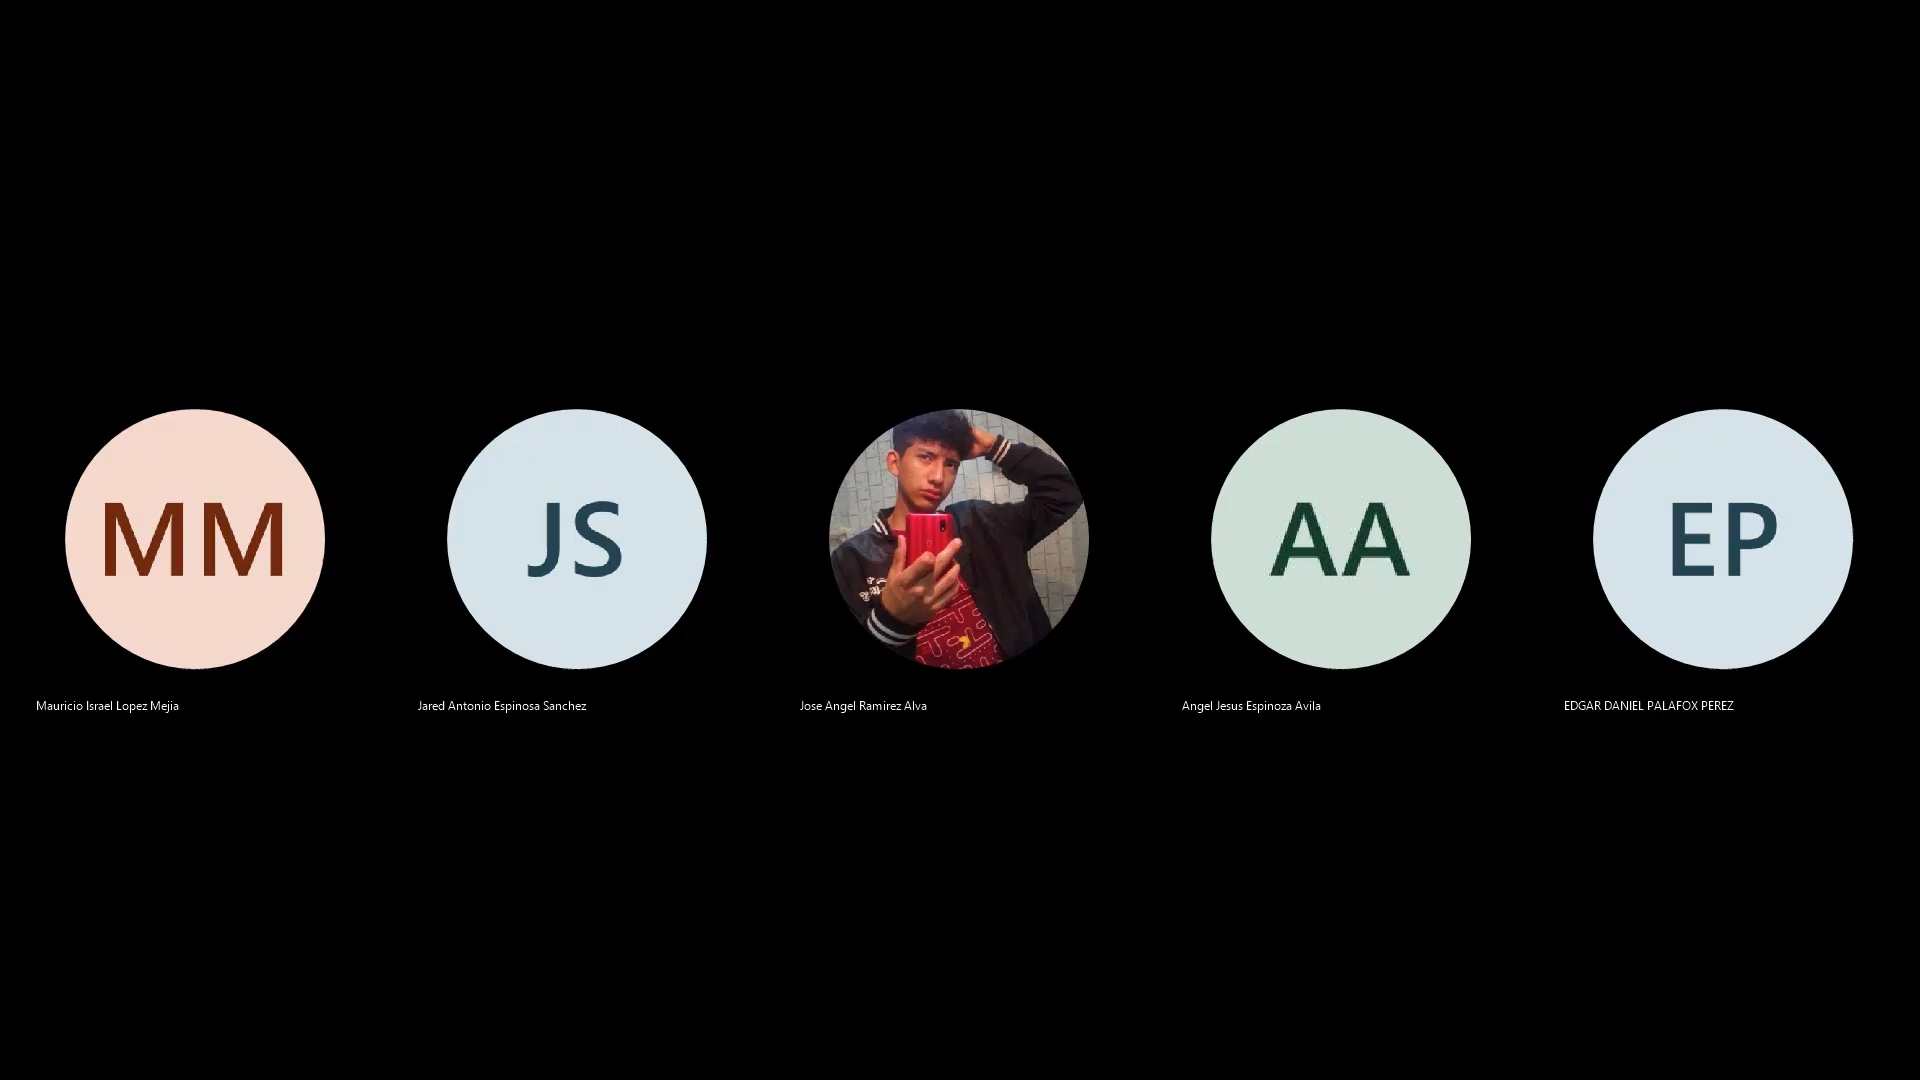 MM
JS
AA
EP
Mauricio Israel Lopez Mejia
Jared Antonio Espinosa Sanchez
Jose Angel Ramirez Alva
Angel Jesus Espinoza Avila
EDGAR DANIEL PALAFOX PEREZ